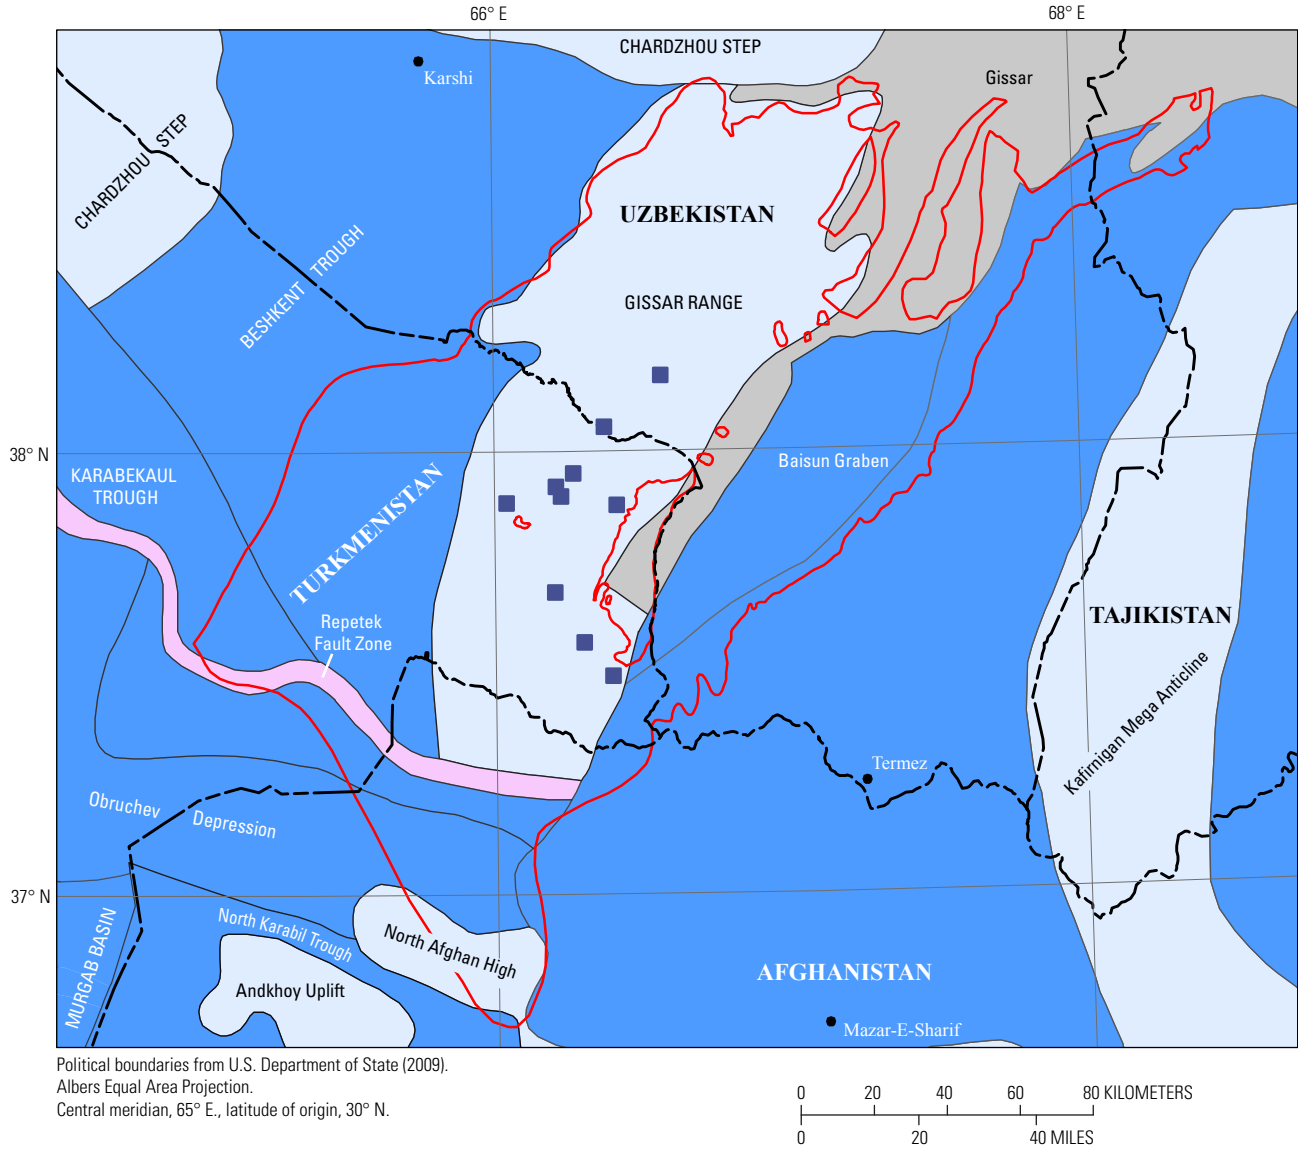 66° E
68° E
CHARDZHOU STEP
Karshi
Gissar
CHARDZHOU STEP
UZBEKISTAN
BESHKENT TROUGH
GISSAR RANGE
38° N
KARABEKAUL
TROUGH
Baisun Graben
TURKMENISTAN
Repetek
Fault Zone
TAJIKISTAN
Kafirnigan Mega Anticline
Termez
Obruchev Depression
37° N
North Karabil Trough
North Afghan High
MURGAB BASIN
AFGHANISTAN
Andkhoy Uplift
Mazar-E-Sharif
Political boundaries from U.S. Department of State (2009).
Albers Equal Area Projection.
Central meridian, 65° E., latitude of origin, 30° N.
0 20 40 60 80 KILOMETERS
0 20 40 MILES